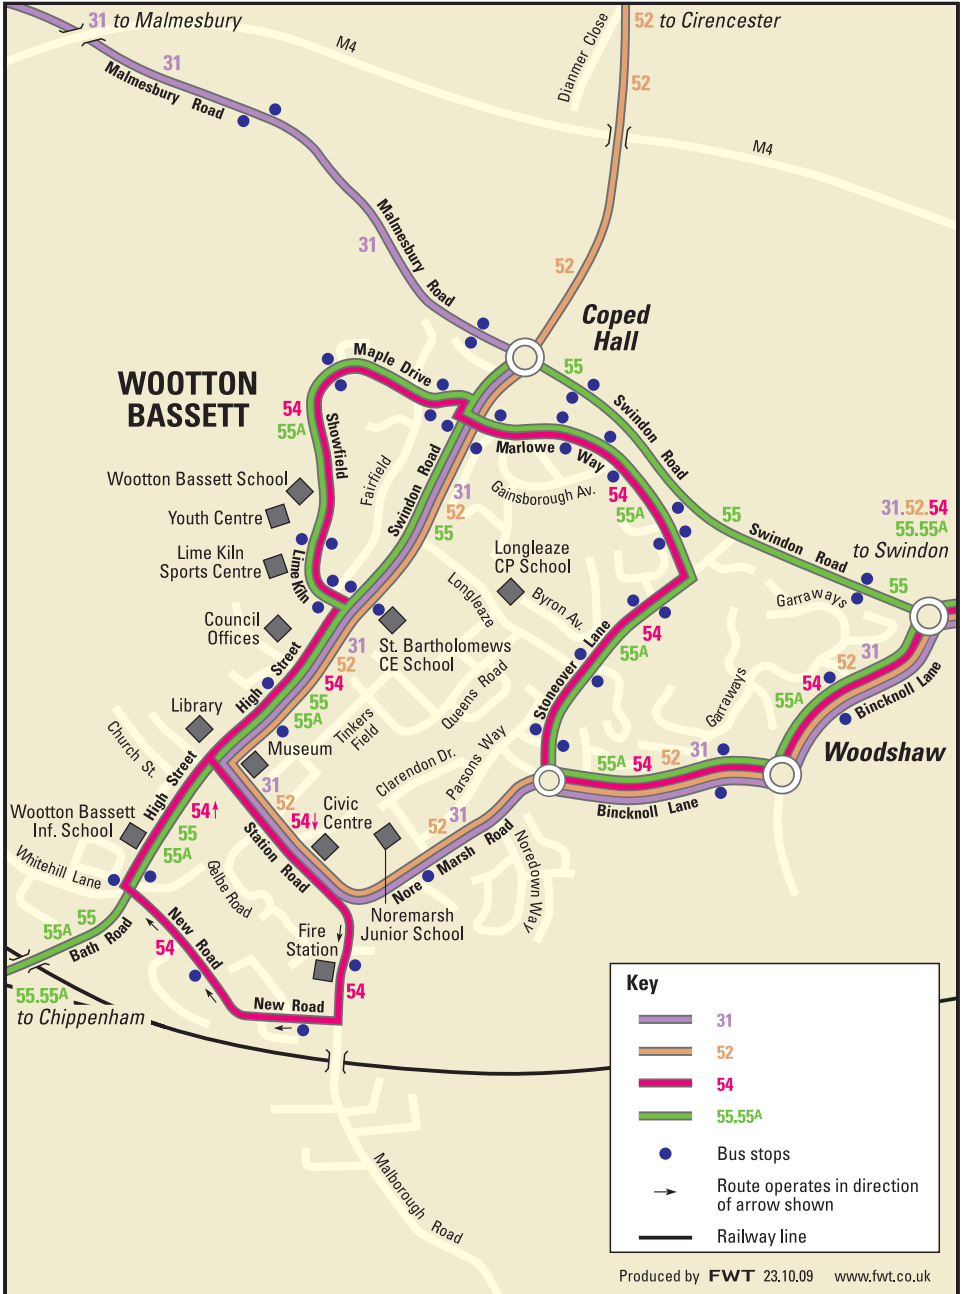 31 to Malmesbury
52 to Cirencester
M4
Dianmer Close
31
52
Malmesbury Road
M4
Malmesbury Road
31
52
Coped
Hall
WOOTTON
BASSETT
Maple Drive
55
54
55A
Showfield
Swindon Road
Marlowe Way
Fairfield
Swindon Road
Wootton Bassett School
31
52
55
Gainsborough Av.
54
55A
55
31.52.54
55.55A
to Swindon
Youth Centre
Lime Kiln
Sports Centre
Lime Kiln
Longleaze
CP School
Swindon Road
55
Longleaze
Byron Av.
Garraways
Council
Offices
St. Bartholomews
CE School
31
52
54
55
55A
High Street
Stoneover Lane
54
55A
52
31
54
55A
Bincknoll Lane
Queens Road
Garraways
Library
Church St.
Tinkers
Field
Museum
Clarendon Dr.
Parsons Way
Woodshaw
55A 54 52 31
Bincknoll Lane
High Street
31
52
54
Civic
Centre
Wootton Bassett
Inf. School
54
55
55A
Station Road
52 31
Nore Marsh Road
Noredown Way
Whitehill Lane
Gelbe Road
Noremarsh
Junior School
55A 55
Bath Road
New Road
54
Fire
Station
54
New Road
55.55A
to Chippenham
Malborough Road
Key
31
52
54
55.55A
Bus stops
Route operates in direction
of arrow shown
Railway line
Produced by FWT 23.10.09 www.fwt.co.uk